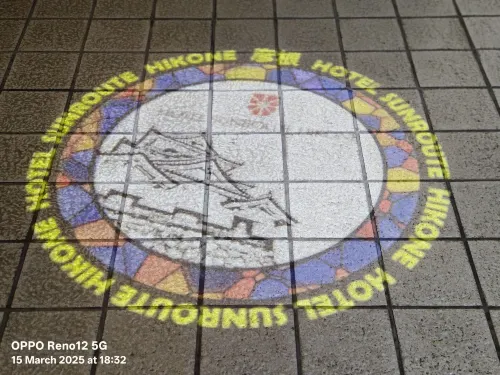 HOTEL SUNROUTE HIKONE 彦根 HOTEL SUNROUTE HIKONE HOTEL SUNROUTE HIKONE
OPPO Reno12 5G
15 March 2025 at 18:32